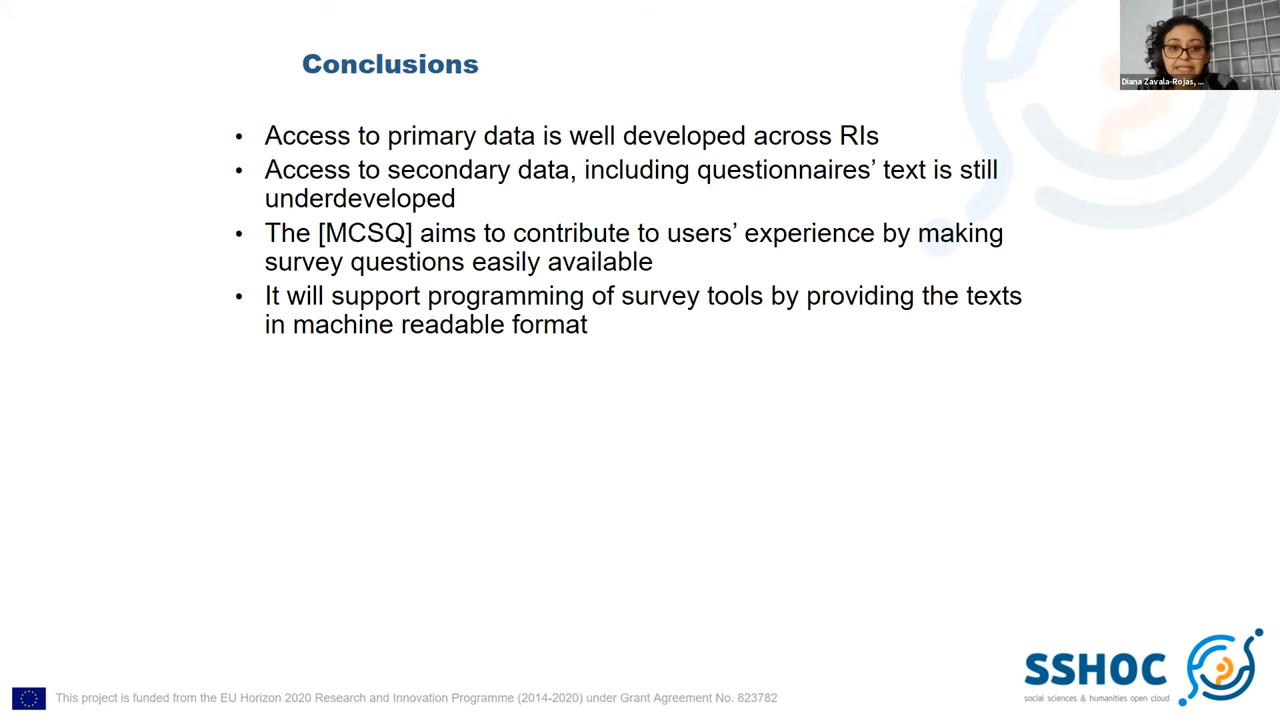 Conclusions
Diana Zavala-Rojas, ...
• Access to primary data is well developed across RIs
• Access to secondary data, including questionnaires’ text is still
underdeveloped
• The [MCSQ] aims to contribute to users’ experience by making
survey questions easily available
• It will support programming of survey tools by providing the texts
in machine readable format
SSHOC
social sciences & humanities open cloud
This project is funded from the EU Horizon 2020 Research and Innovation Programme (2014-2020) under Grant Agreement No. 823782